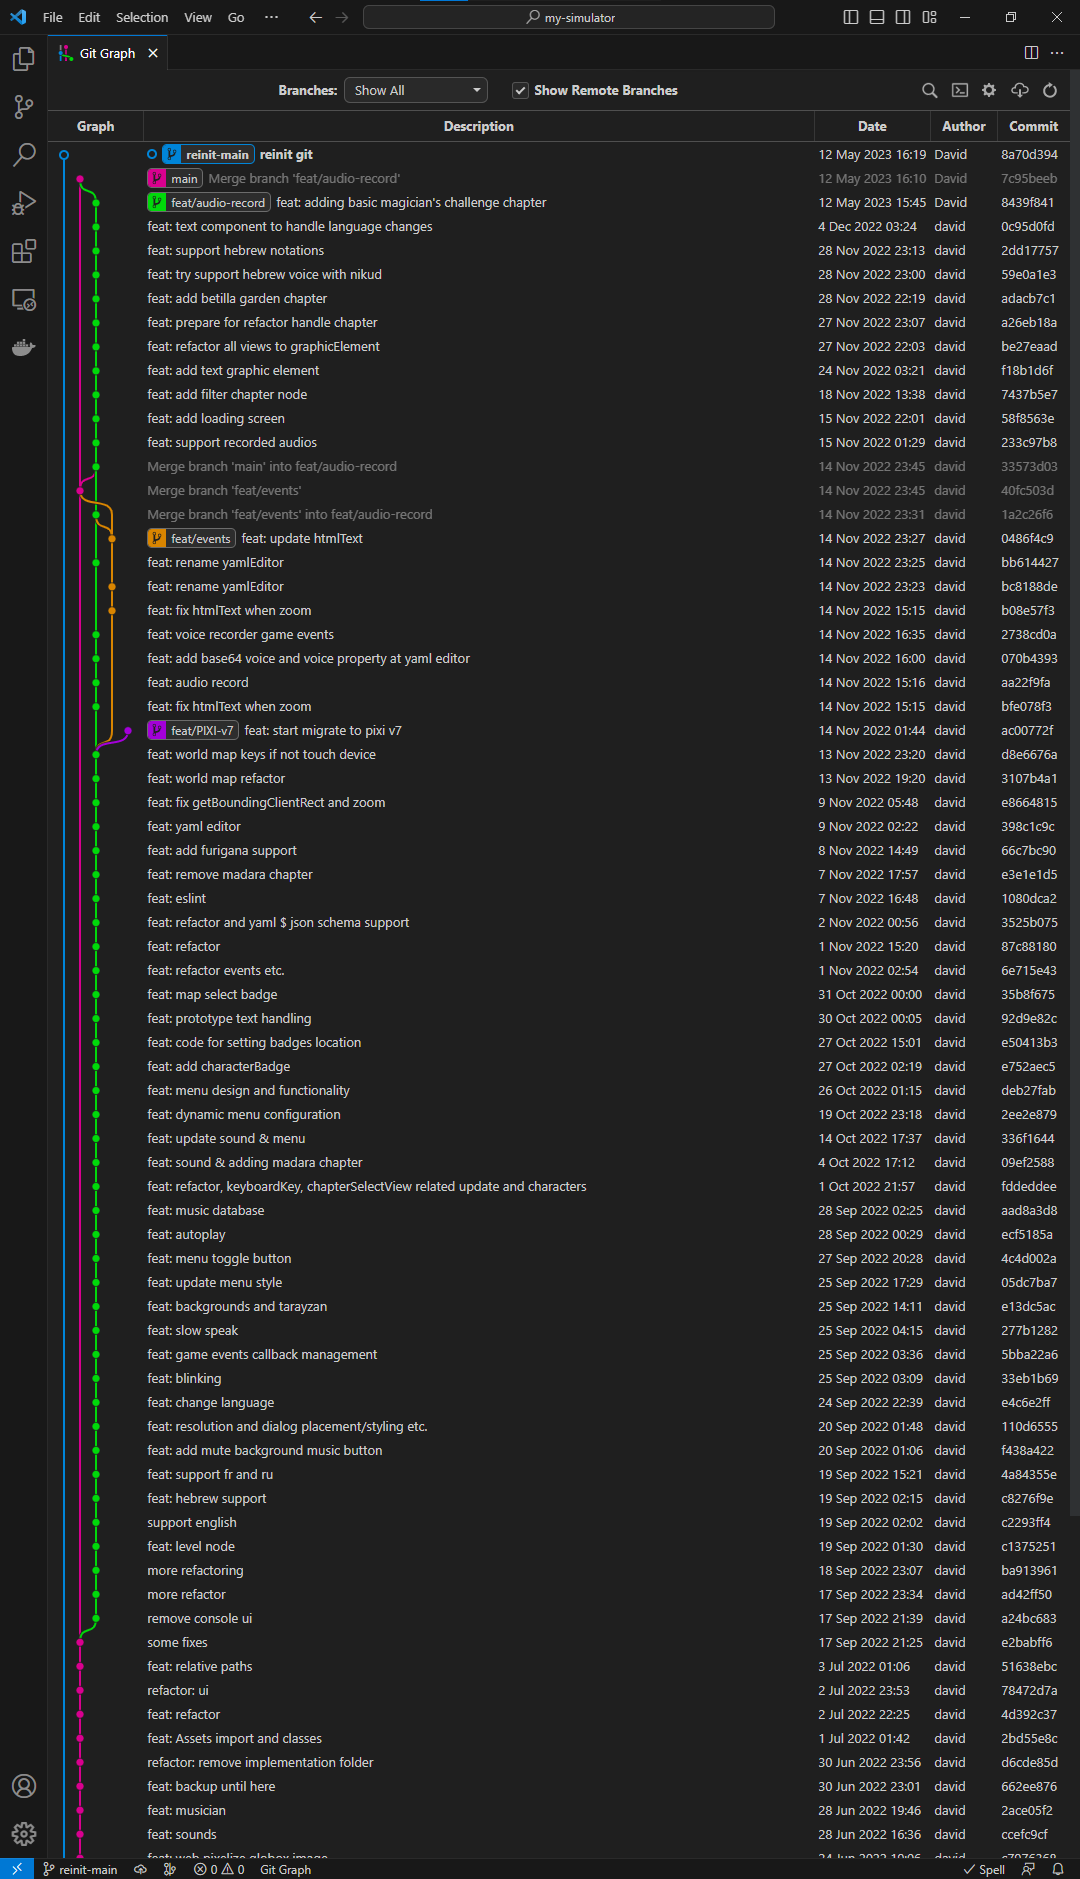 File Edit Selection View Go ··· my-simulator
Git Graph
Branches: Show All Show Remote Branches
Graph Description Date Author Commit
reinit-main reinit git 12 May 2023 16:19 David 8a70d394
main Merge branch 'feat/audio-record' 12 May 2023 16:10 David 7c95beeb
feat/audio-record feat: adding basic magician's challenge chapter 12 May 2023 15:45 David 8439f841
feat: text component to handle language changes 4 Dec 2022 03:24 david 0c95d0fd
feat: support hebrew notations 28 Nov 2022 23:13 david 2dd17757
feat: try support hebrew voice with nikud 28 Nov 2022 23:00 david 59e0a1e3
feat: add betilla garden chapter 28 Nov 2022 22:19 david adacb7c1
feat: prepare for refactor handle chapter 27 Nov 2022 23:07 david a26eb18a
feat: refactor all views to graphicElement 27 Nov 2022 22:03 david be27eaad
feat: add text graphic element 24 Nov 2022 03:21 david f18b1d6f
feat: add filter chapter node 18 Nov 2022 13:38 david 7437b5e7
feat: add loading screen 15 Nov 2022 22:01 david 58f8563e
feat: support recorded audios 15 Nov 2022 01:29 david 233c97b8
Merge branch 'main' into feat/audio-record 14 Nov 2022 23:45 david 33573d03
Merge branch 'feat/events' 14 Nov 2022 23:45 david 40fc503d
Merge branch 'feat/events' into feat/audio-record 14 Nov 2022 23:31 david 1a2c26f6
feat/events feat: update htmlText 14 Nov 2022 23:27 david 0486f4c9
feat: rename yamlEditor 14 Nov 2022 23:25 david bb614427
feat: rename yamlEditor 14 Nov 2022 23:23 david bc8188de
feat: fix htmlText when zoom 14 Nov 2022 15:15 david b08e57f3
feat: voice recorder game events 14 Nov 2022 16:35 david 2738cd0a
feat: add base64 voice and voice property at yaml editor 14 Nov 2022 16:00 david 070b4393
feat: audio record 14 Nov 2022 15:16 david aa22f9fa
feat: fix htmlText when zoom 14 Nov 2022 15:15 david bfe078f3
feat/PIXI-v7 feat: start migrate to pixi v7 14 Nov 2022 01:44 david ac00772f
feat: world map keys if not touch device 13 Nov 2022 23:20 david d8e6676a
feat: world map refactor 13 Nov 2022 19:20 david 3107b4a1
feat: fix getBoundingClientRect and zoom 9 Nov 2022 05:48 david e8664815
feat: yaml editor 9 Nov 2022 02:22 david 398c1c9c
feat: add furigana support 8 Nov 2022 14:49 david 66c7bc90
feat: remove madara chapter 7 Nov 2022 17:57 david e3e1e1d5
feat: eslint 7 Nov 2022 16:48 david 1080dca2
feat: refactor and yaml $ json schema support 2 Nov 2022 00:56 david 3525b075
feat: refactor 1 Nov 2022 15:20 david 87c88180
feat: refactor events etc. 1 Nov 2022 02:54 david 6e715e43
feat: map select badge 31 Oct 2022 00:00 david 35b8f675
feat: prototype text handling 30 Oct 2022 00:05 david 92d9e82c
feat: code for setting badges location 27 Oct 2022 15:01 david e50413b3
feat: add characterBadge 27 Oct 2022 02:19 david e752aec5
feat: menu design and functionality 26 Oct 2022 01:15 david deb27fab
feat: dynamic menu configuration 19 Oct 2022 23:18 david 2ee2e879
feat: update sound & menu 14 Oct 2022 17:37 david 336f1644
feat: sound & adding madara chapter 4 Oct 2022 17:12 david 09ef2588
feat: refactor, keyboardKey, chapterSelectView related update and characters 1 Oct 2022 21:57 david fddeddee
feat: music database 28 Sep 2022 02:25 david aad8a3d8
feat: autoplay 28 Sep 2022 00:29 david ecf5185a
feat: menu toggle button 27 Sep 2022 20:28 david 4c4d002a
feat: update menu style 25 Sep 2022 17:29 david 05dc7ba7
feat: backgrounds and tarayzan 25 Sep 2022 14:11 david e13dc5ac
feat: slow speak 25 Sep 2022 04:15 david 277b1282
feat: game events callback management 25 Sep 2022 03:36 david 5bba22a6
feat: blinking 25 Sep 2022 03:09 david 33eb1b69
feat: change language 24 Sep 2022 22:39 david e4c6e2ff
feat: resolution and dialog placement/styling etc. 20 Sep 2022 01:48 david 110d6555
feat: add mute background music button 20 Sep 2022 01:06 david f438a422
feat: support fr and ru 19 Sep 2022 15:21 david 4a84355e
feat: hebrew support 19 Sep 2022 02:15 david c8276f9e
support english 19 Sep 2022 02:02 david c2293ff4
feat: level node 19 Sep 2022 01:30 david c1375251
more refactoring 18 Sep 2022 23:07 david ba913961
more refactor 17 Sep 2022 23:34 david ad42ff50
remove console ui 17 Sep 2022 21:39 david a24bc683
some fixes 17 Sep 2022 21:25 david e2babff6
feat: relative paths 3 Jul 2022 01:06 david 51638ebc
refactor: ui 2 Jul 2022 23:53 david 78472d7a
feat: refactor 2 Jul 2022 22:25 david 4d392c37
feat: Assets import and classes 1 Jul 2022 01:42 david 2bd55e8c
refactor: remove implementation folder 30 Jun 2022 23:56 david d6cde85d
feat: backup until here 30 Jun 2022 23:01 david 662ee876
feat: musician 28 Jun 2022 19:46 david 2ace05f2
feat: sounds 28 Jun 2022 16:36 david ccefc9cf
reinit-main 0 0 Git Graph Spell